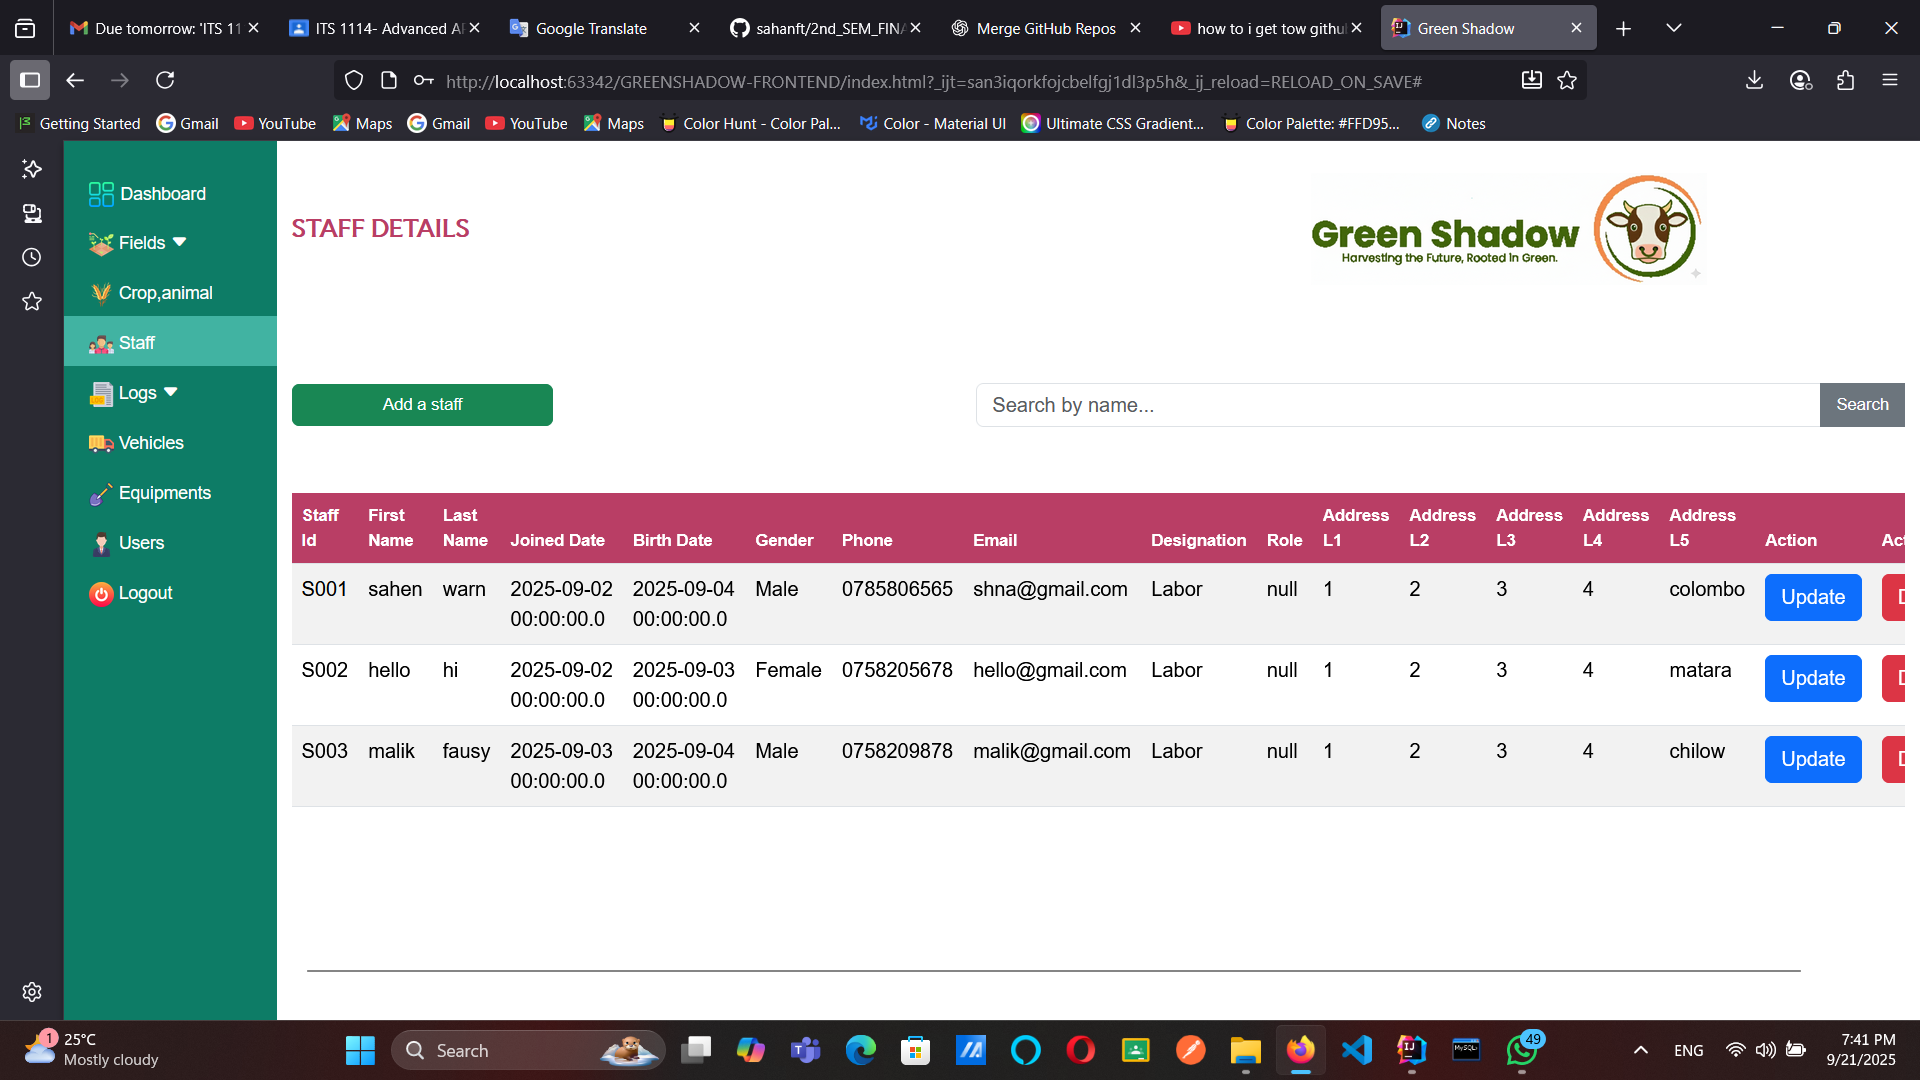 Due tomorrow: 'ITS 11
ITS 1114- Advanced A
Google Translate
sahanft/2nd_SEM_FIN
Merge GitHub Repos
how to i get tow githu
Green Shadow
http://localhost:63342/GREENSHADOW-FRONTEND/index.html?_ijt=san3iqorkfojcbelfgj1dl3p5h&_ij_reload=RELOAD_ON_SAVE#
Getting Started
Gmail
YouTube
Maps
Gmail
YouTube
Maps
Color Hunt - Color Pal...
Color - Material UI
Ultimate CSS Gradient...
Color Palette: #FFD95...
Notes
Dashboard
Fields
Crop,animal
Staff
Logs
Vehicles
Equipments
Users
Logout
STAFF DETAILS
Green Shadow
Harvesting the Future, Rooted in Green.
Add a staff
Search by name...
Search
Staff Id First Name Last Name Joined Date Birth Date Gender Phone Email Designation Role Address L1 Address L2 Address L3 Address L4 Address L5 Action
S001 sahen warn 2025-09-02 00:00:00.0 2025-09-04 00:00:00.0 Male 0785806565 shna@gmail.com Labor null 1 2 3 4 colombo Update
S002 hello hi 2025-09-02 00:00:00.0 2025-09-03 00:00:00.0 Female 0758205678 hello@gmail.com Labor null 1 2 3 4 matara Update
S003 malik fausy 2025-09-03 00:00:00.0 2025-09-04 00:00:00.0 Male 0758209878 malik@gmail.com Labor null 1 2 3 4 chilow Update
1
25°C
Mostly cloudy
Search
49
ENG
7:41 PM
9/21/2025